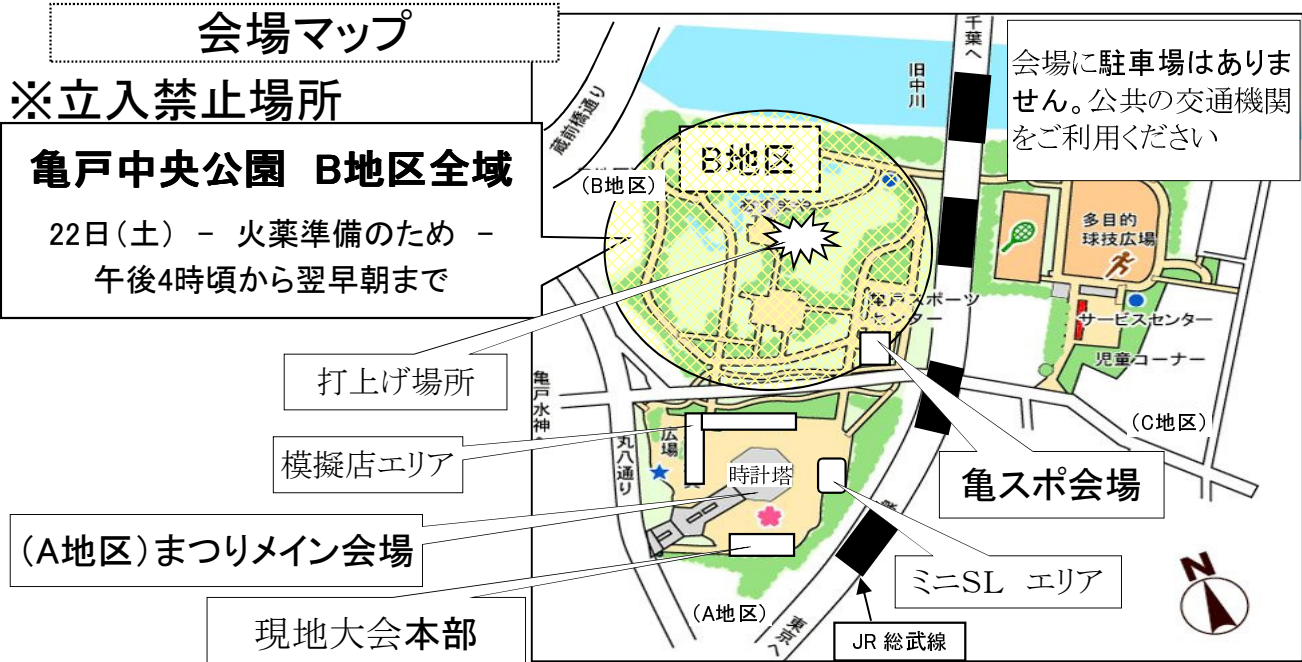 会場マップ
※立入禁止場所
亀戸中央公園 B地区全域
22日(土) － 火薬準備のため －
午後4時頃から翌早朝まで
打上げ場所
模擬店エリア
(A地区)まつりメイン会場
現地大会本部
蔵前橋通り
旧中川
千葉へ
会場に駐車場はありま
せん。公共の交通機関
をご利用ください
B地区
(B地区)
多目的
球技広場
サービスセンター
児童コーナー
(C地区)
亀戸スポーツ
センター
亀戸水神へ
丸八通り
広場
時計塔
亀スポ会場
ミニSL エリア
(A地区)
東京へ
JR 総武線
N